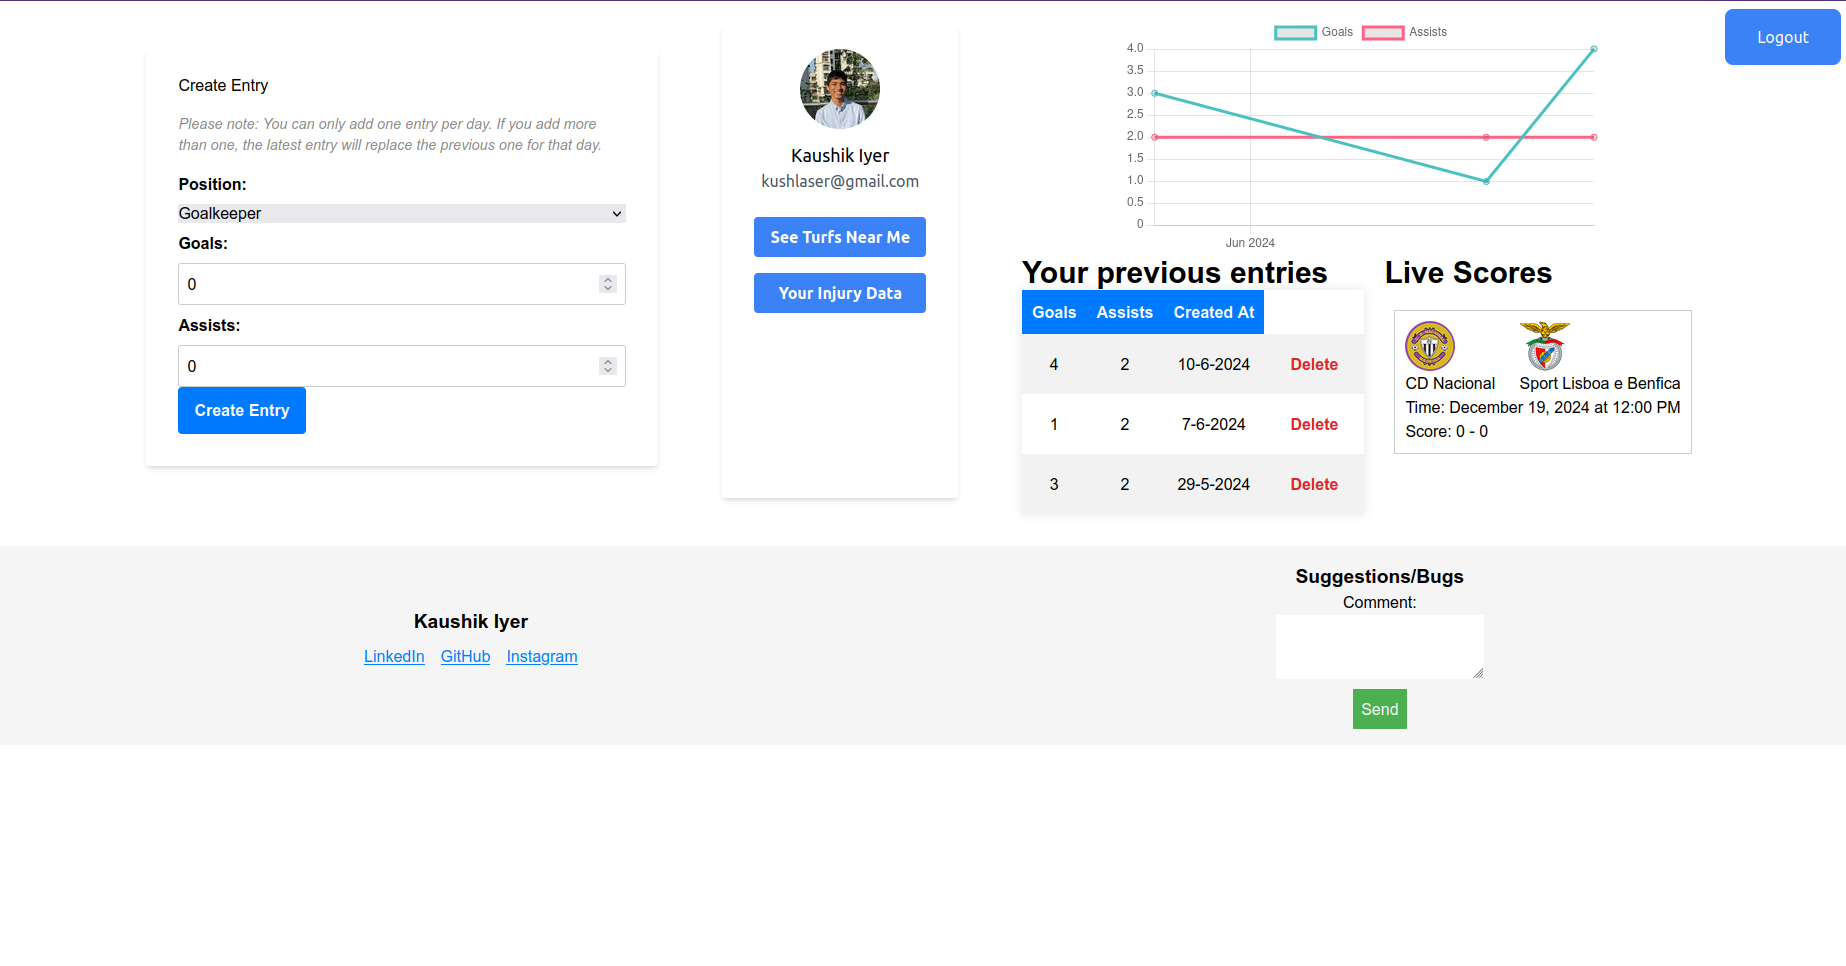 Logout
Create Entry
Please note: You can only add one entry per day. If you add more
than one, the latest entry will replace the previous one for that day.
Position:
Goalkeeper
Goals:
0
Assists:
0
Create Entry
Kaushik Iyer
kushlaser@gmail.com
See Turfs Near Me
Your Injury Data
Goals Assists
4.0
3.5
3.0
2.5
2.0
1.5
1.0
0.5
0
Jun 2024
Your previous entries
Goals Assists Created At
4 2 10-6-2024 Delete
1 2 7-6-2024 Delete
3 2 29-5-2024 Delete
Live Scores
CD Nacional Sport Lisboa e Benfica
Time: December 19, 2024 at 12:00 PM
Score: 0 - 0
Kaushik Iyer
LinkedIn GitHub Instagram
Suggestions/Bugs
Comment:
Send